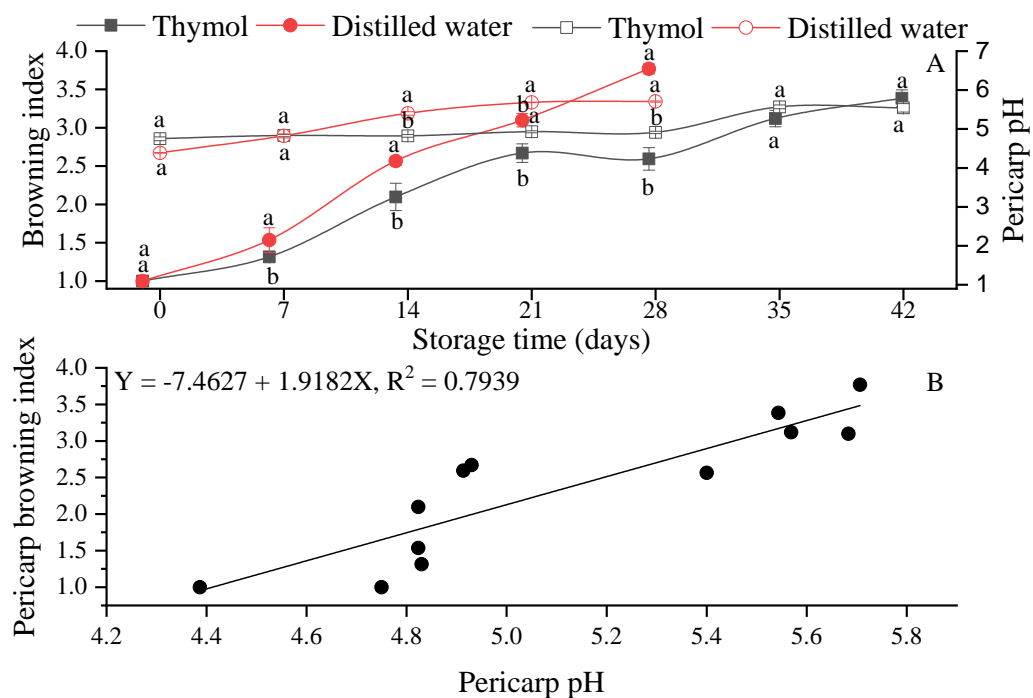 Thymol Distilled water Thymol Distilled water
A
Browning index
4.0
3.5
3.0
2.5
2.0
1.5
1.0
Pericarp pH
7
6
5
4
3
2
1
a a a a a a a
a a a b a b a
a a b a b a a
b b b b
0 7 14 21 28 35 42
Storage time (days)
Y = -7.4627 + 1.9182X, R² = 0.7939
B
Pericarp browning index
4.0
3.5
3.0
2.5
2.0
1.5
1.0
4.2 4.4 4.6 4.8 5.0 5.2 5.4 5.6 5.8
Pericarp pH